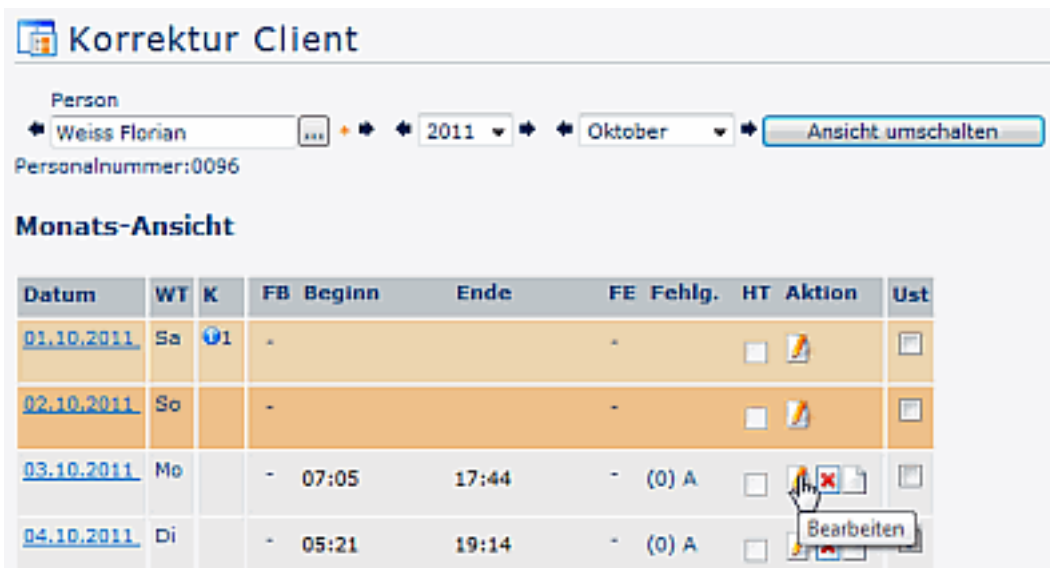 Korrektur Client
Person
Weiss Florian ... 2011 Oktober Ansicht umschalten
Personalnummer:0096
Monats-Ansicht
Datum WT K FB Beginn Ende FE Fehlg. HT Aktion Ust
01.10.2011 Sa 1 - -
02.10.2011 So - -
03.10.2011 Mo - 07:05 17:44 - (0) A
Bearbeiten
04.10.2011 Di - 05:21 19:14 - (0) A